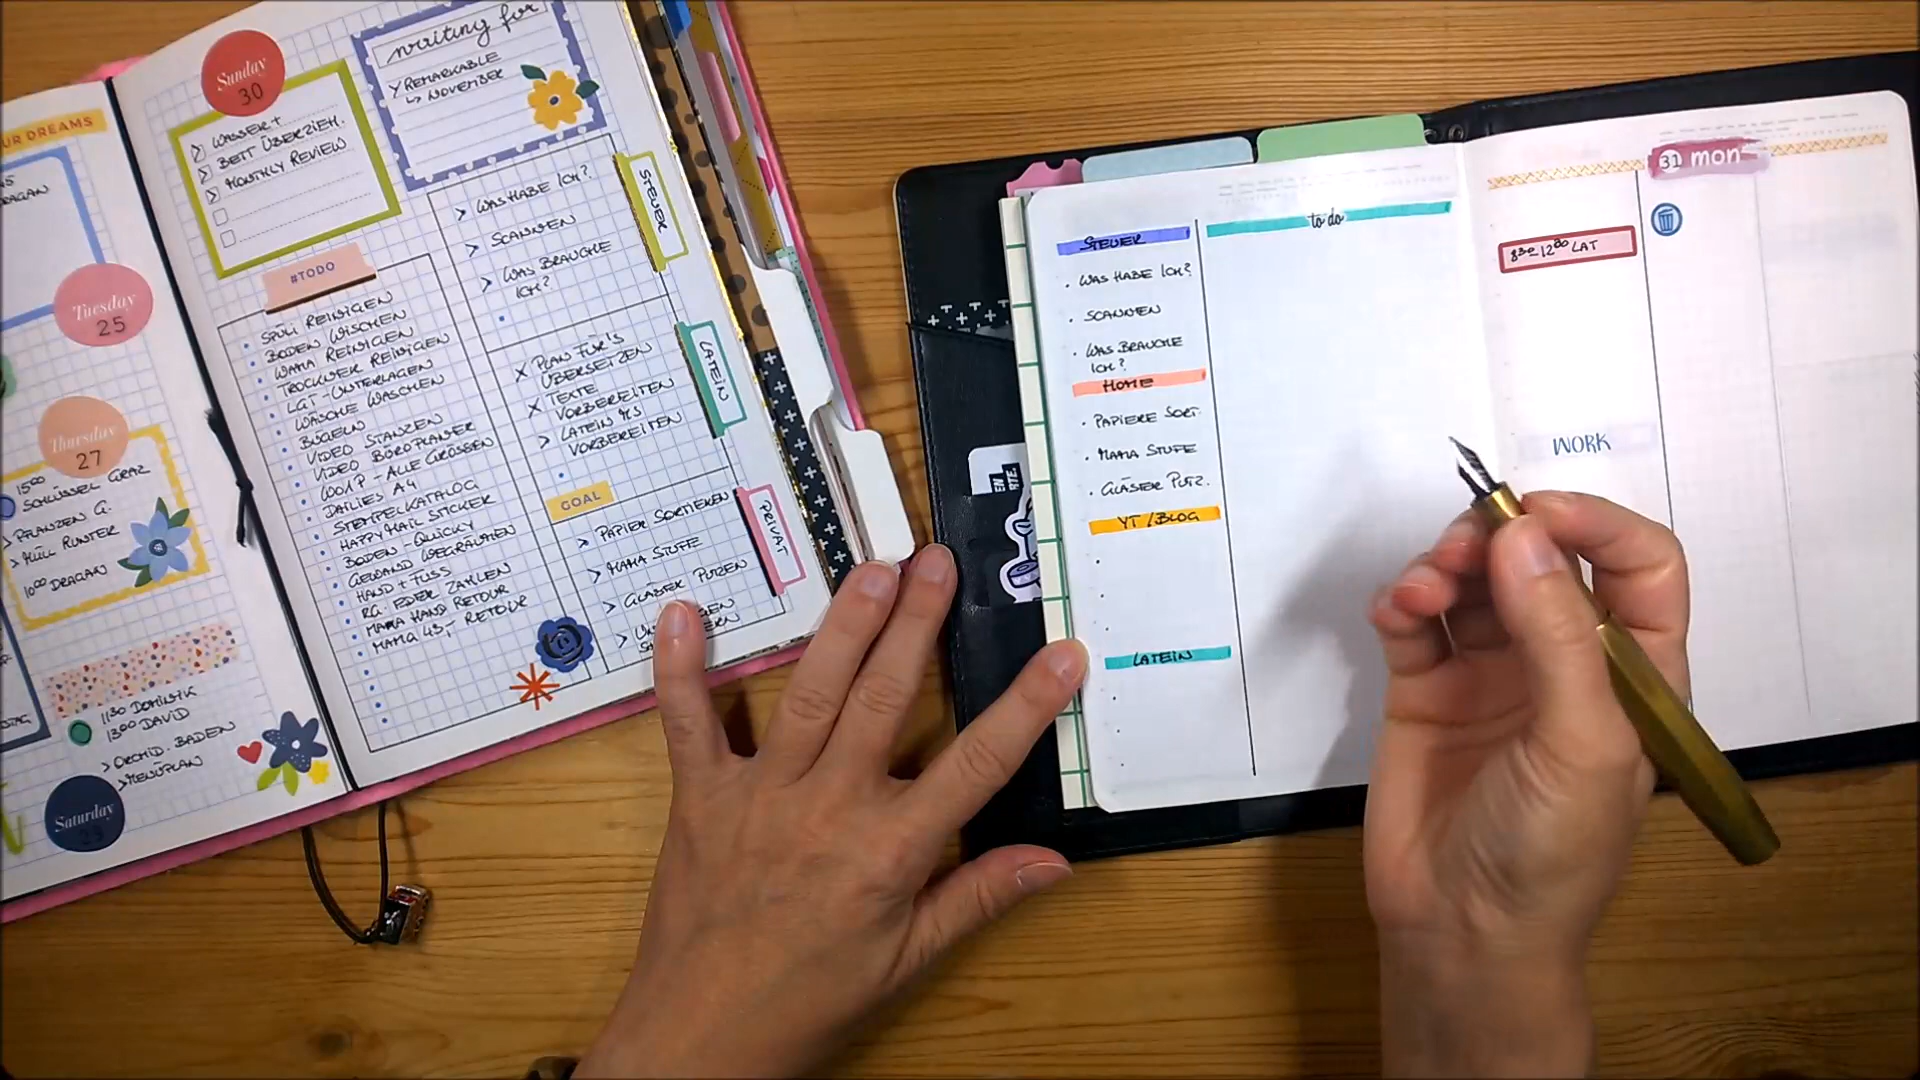 UR DREAMS
DRAGAN
Tuesday
25
Thursday
27
15⁰⁰
SCHLÜSSEL GRAZ
> PFLANZEN G.
> MÜLL RUNTER
10⁰⁰ DRAGAN
1130 DOMINIK
1300 DAVID
> ORCHID. BADEN
> MENÜPLAN
Saturday
Sunday
30
> WASSER +
> BETT ÜBERZIEH.
> MONTHLY REVIEW
waiting for
REMARKABLE
↳ NOVEMBER
#TODO
SPÜLI REINIGEN
BODEN WISCHEN
WAMA REINIGEN
TROCKNER REINIGEN
LGT-UNTERLAGEN
WÄSCHE WASCHEN
BÜGELN
VIDEO STANZEN
VIDEO BÜROPLANER
WO1P - ALLE GRÖSSEN
DAILIES A4
STEMPELKATALOG
HAPPY MAIL STICKER
BODEN - QUICKY
GEWAND WEGRÄUMEN
HAND + FUSS
RG. EDER ZAHLEN
MAMA HAND RETOUR
MAMA 43,- RETOUR
STEUER
> WAS HABE ICH?
> SCANNEN
> WAS BRAUCHE
ICH?
LATEIN
X PLAN FÜR'S
ÜBERSETZEN
X TEXTE
VORBEREITEN
> LATEIN
VORBEREITEN
GOAL
PRIVAT
> PAPIER SORTIEREN
> MAMA STUFE
> GLÄSER PUTZEN
STEUER
· WAS HABE ICH?
· SCANNEN
· WAS BRAUCHE
ICH?
HOME
· PAPIERE SORT.
· MAMA STUFE
· GLÄSER PUTZ.
YT / BLOG
LATEIN
to do
31 mon
8³⁰-12⁰⁰ LAT
WORK